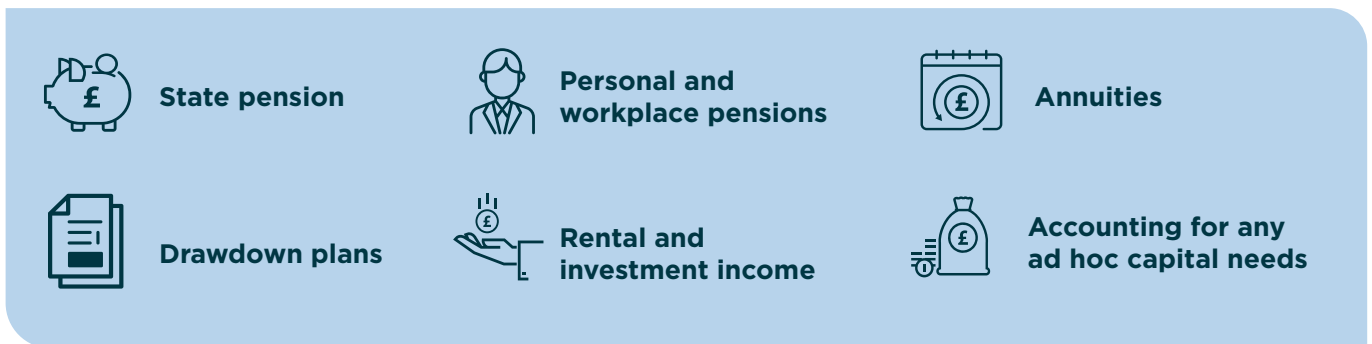 £
State pension
Personal and
workplace pensions
£
Annuities
Drawdown plans
£
Rental and
investment income
£
Accounting for any
ad hoc capital needs